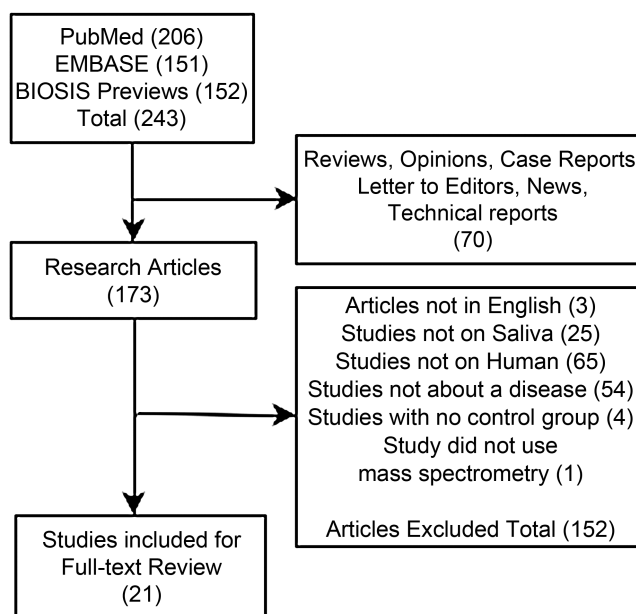 PubMed (206)
EMBASE (151)
BIOSIS Previews (152)
Total (243)
Reviews, Opinions, Case Reports
Letter to Editors, News,
Technical reports
(70)
Research Articles
(173)
Articles not in English (3)
Studies not on Saliva (25)
Studies not on Human (65)
Studies not about a disease (54)
Studies with no control group (4)
Study did not use
mass spectrometry (1)
Articles Excluded Total (152)
Studies included for
Full-text Review
(21)